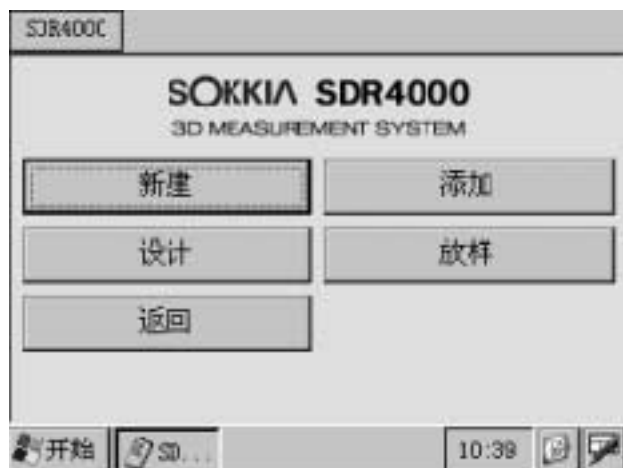 SDR4000
SOKKIA SDR4000
3D MEASUREMENT SYSTEM
新建 添加
设计 放样
返回
开始 SD... 10:39